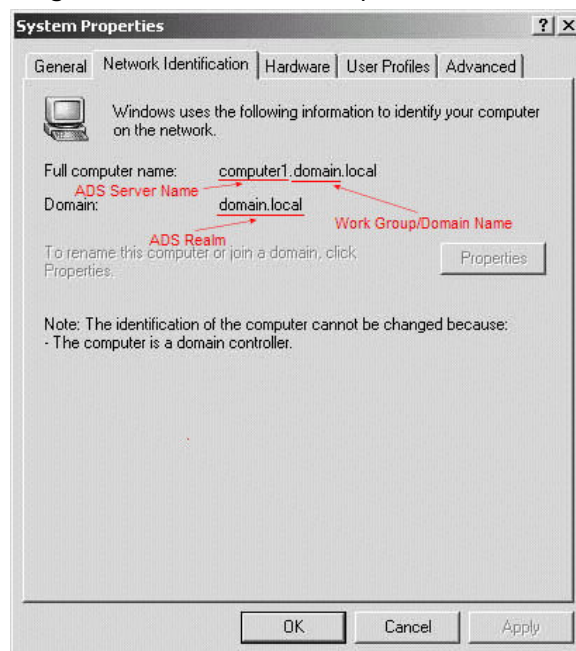 System Properties ? X
General Network Identification Hardware User Profiles Advanced
Windows uses the following information to identify your computer
on the network.
Full computer name: computer1.domain.local
ADS Server Name
Domain: domain.local
Work Group/Domain Name
ADS Realm
To rename this computer or join a domain, click
Properties.
Properties
Note: The identification of the computer cannot be changed because:
- The computer is a domain controller.
OK Cancel Apply